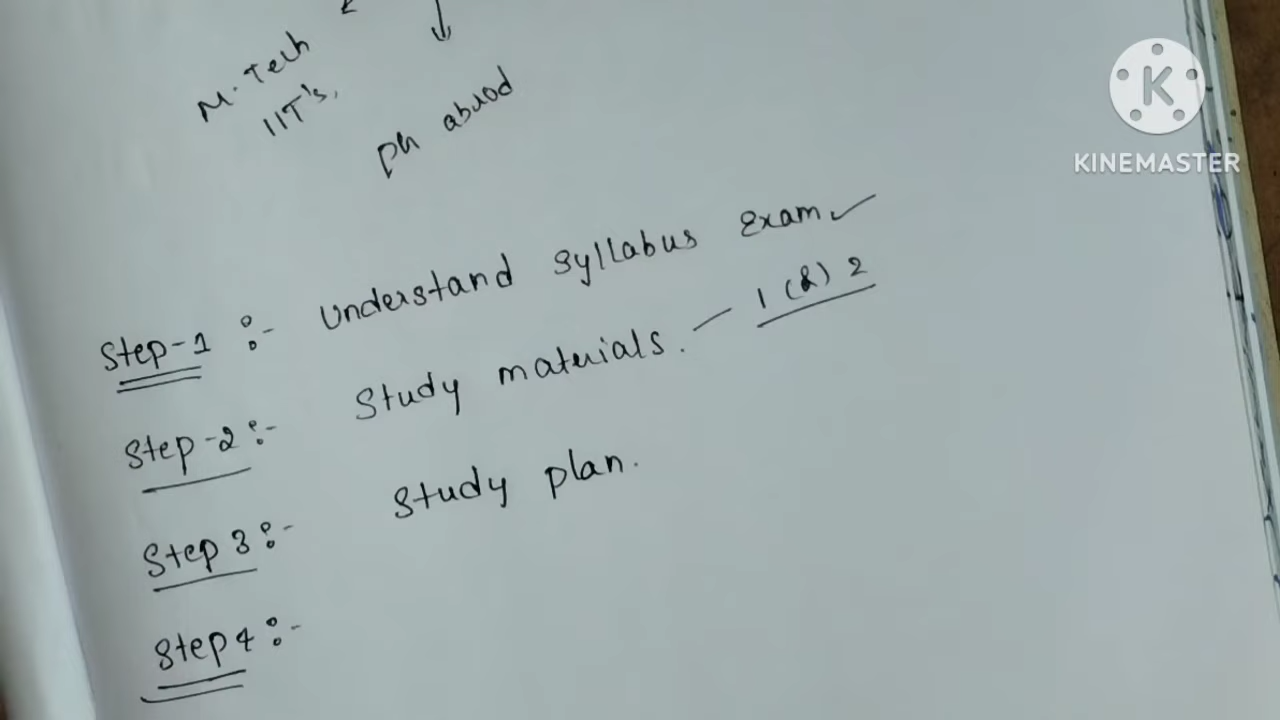 M.Tech
IIT's,
abroad
KINEMASTER
Step-1 :- Understand syllabus Exam ✓
Step-2 :- Study materials. — 1 (&) 2
Step 3 :- Study plan.
Step 4 :-